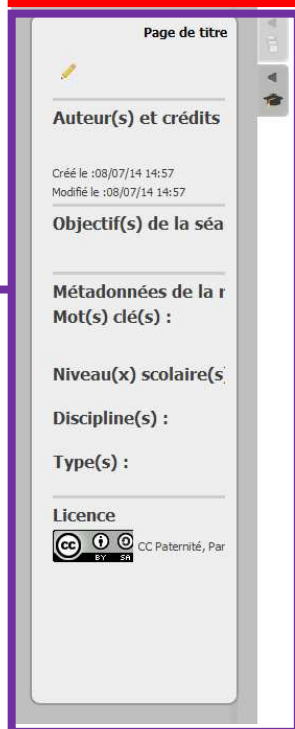 Page de titre
Auteur(s) et crédits
Créé le :08/07/14 14:57
Modifié le :08/07/14 14:57
Objectif(s) de la séa
Métadonnées de la r
Mot(s) clé(s) :
Niveau(x) scolaire(s)
Discipline(s) :
Type(s) :
Licence
cc BY SA CC Paternité, Par